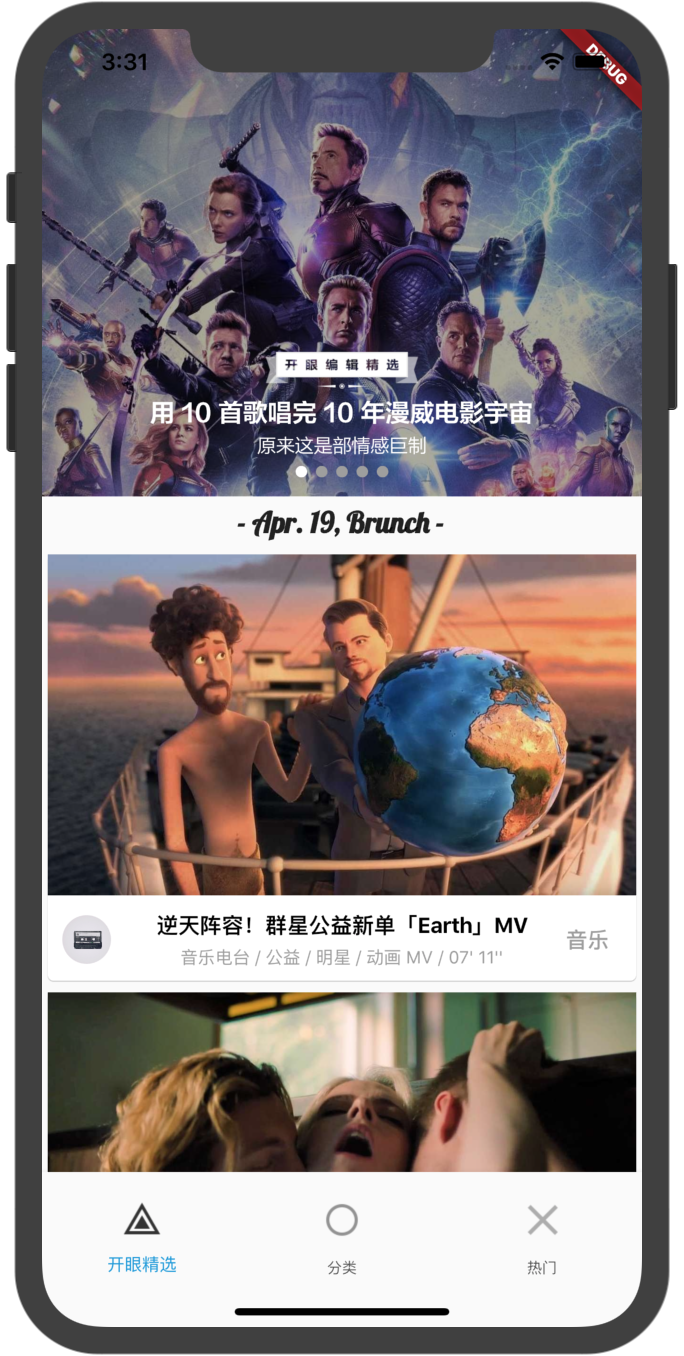 3:31
DEBUG
开眼编辑精选
用 10 首歌唱完 10 年漫威电影宇宙
原来这是部情感巨制
- Apr. 19, Brunch -
逆天阵容！群星公益新单「Earth」MV
音乐电台 / 公益 / 明星 / 动画 MV / 07' 11''
音乐
开眼精选
分类
热门